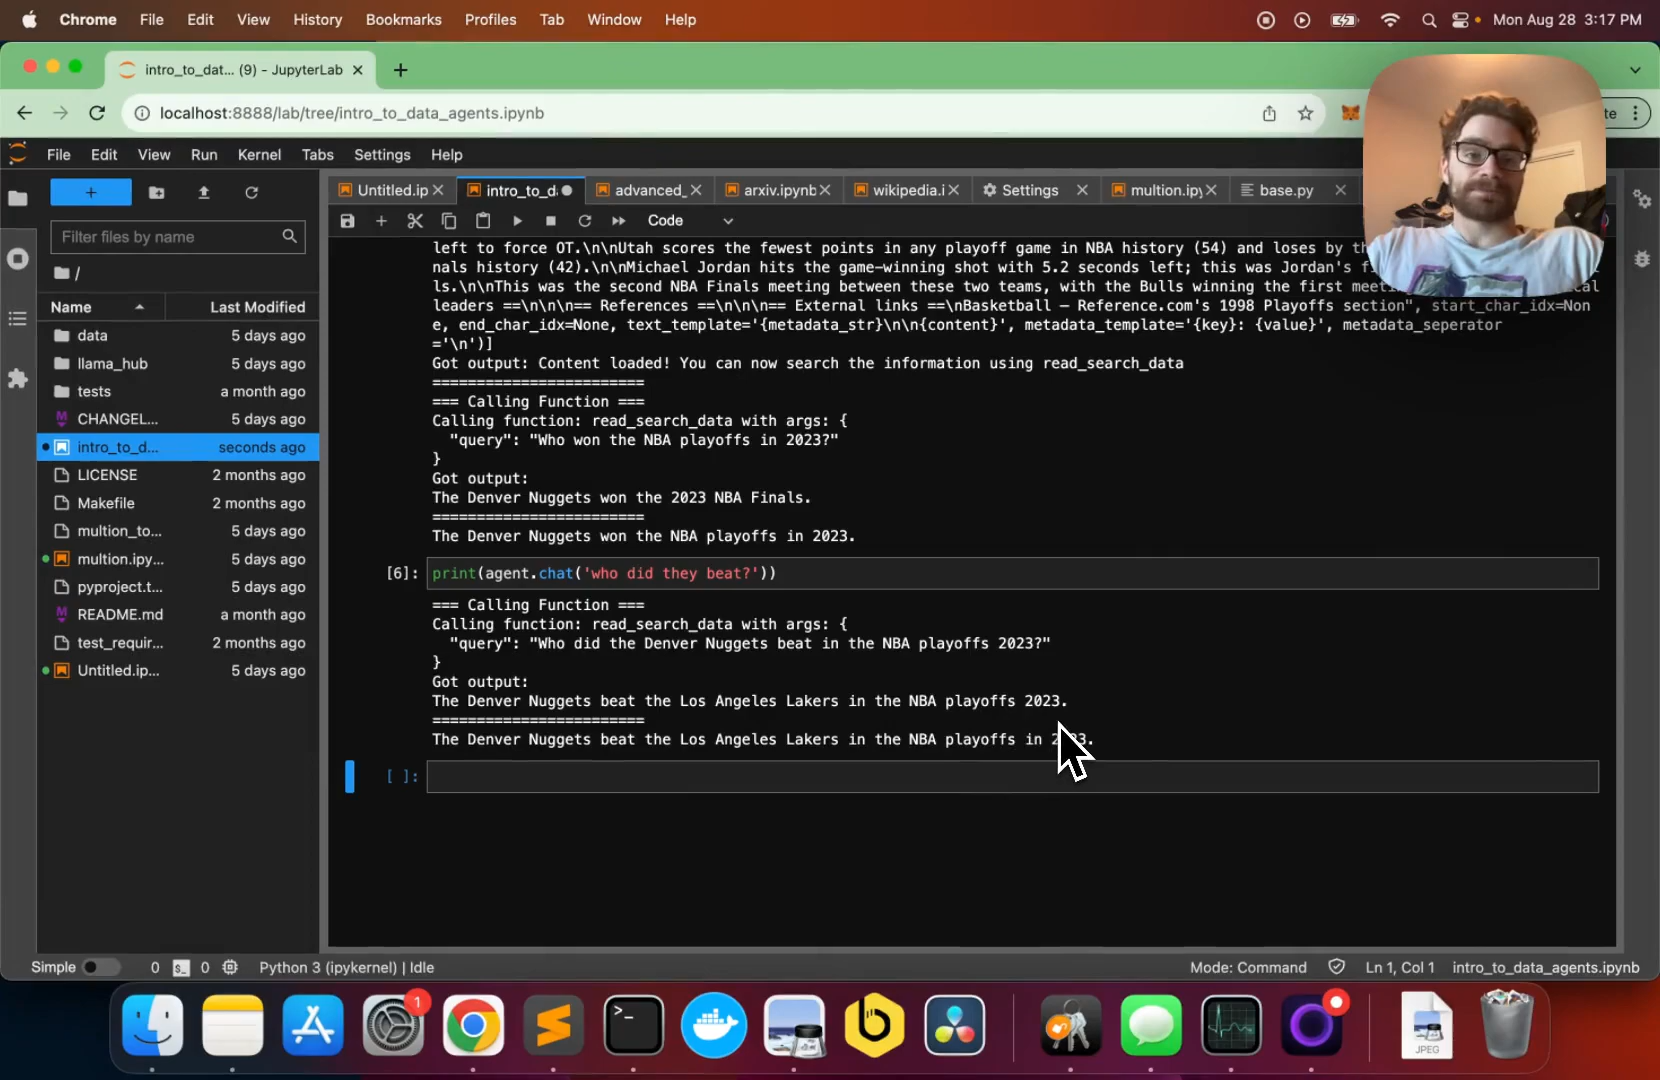 Chrome File Edit View History Bookmarks Profiles Tab Window Help Mon Aug 28 3:17 PM
intro_to_dat... (9) - JupyterLab
localhost:8888/lab/tree/intro_to_data_agents.ipynb
File Edit View Run Kernel Tabs Settings Help
Untitled.ip intro_to_d advanced_ arxiv.ipynb wikipedia.i Settings multion.ipy base.py
Code
Filter files by name
/
Name Last Modified
data 5 days ago
llama_hub 5 days ago
tests a month ago
CHANGEL... 5 days ago
intro_to_d... seconds ago
LICENSE 2 months ago
Makefile 2 months ago
multion_to... 5 days ago
multion.ipy... 5 days ago
pyproject.t... 5 days ago
README.md a month ago
test_requir... 2 months ago
Untitled.ip... 5 days ago
left to force OT.\n\nUtah scores the fewest points in any playoff game in NBA history (54) and loses by
nals history (42).\n\nMichael Jordan hits the game-winning shot with 5.2 seconds left; this was Jordan's
ls.\n\nThis was the second NBA Finals meeting between these two teams, with the Bulls winning the first
leaders ==\n\n\n== References ==\n\n\n== External links ==\nBasketball – Reference.com's 1998 Playoffs section", start_char_idx=Non
e, end_char_idx=None, text_template='{metadata_str}\n\n{content}', metadata_template='{key}: {value}', metadata_seperator
='\n')]
Got output: Content loaded! You can now search the information using read_search_data
========================
=== Calling Function ===
Calling function: read_search_data with args: {
"query": "Who won the NBA playoffs in 2023?"
}
Got output:
The Denver Nuggets won the 2023 NBA Finals.
========================
The Denver Nuggets won the NBA playoffs in 2023.
[6]: print(agent.chat('who did they beat?'))
=== Calling Function ===
Calling function: read_search_data with args: {
"query": "Who did the Denver Nuggets beat in the NBA playoffs 2023?"
}
Got output:
The Denver Nuggets beat the Los Angeles Lakers in the NBA playoffs 2023.
========================
The Denver Nuggets beat the Los Angeles Lakers in the NBA playoffs in
[ ]:
Simple 0 0 Python 3 (ipykernel) | Idle Mode: Command Ln 1, Col 1 intro_to_data_agents.ipynb
1
JPEG